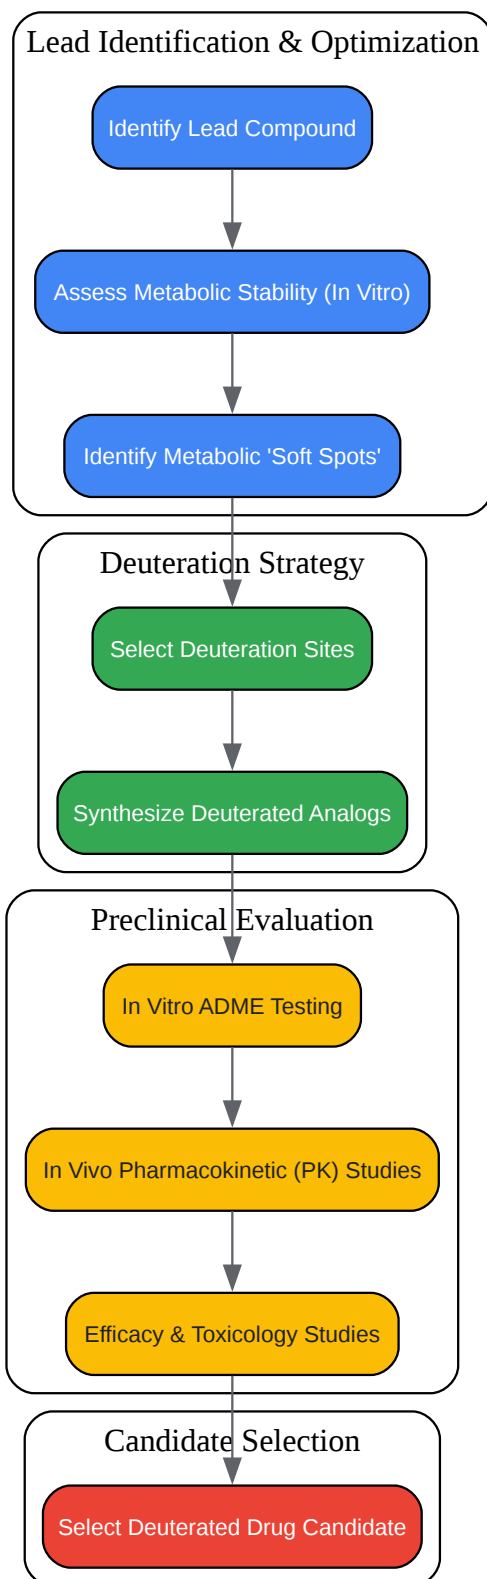 Lead Identification & Optimization
Identify Lead Compound
Assess Metabolic Stability (In Vitro)
Identify Metabolic 'Soft Spots'
Deuteration Strategy
Select Deuteration Sites
Synthesize Deuterated Analogs
Preclinical Evaluation
In Vitro ADME Testing
In Vivo Pharmacokinetic (PK) Studies
Efficacy & Toxicology Studies
Candidate Selection
Select Deuterated Drug Candidate